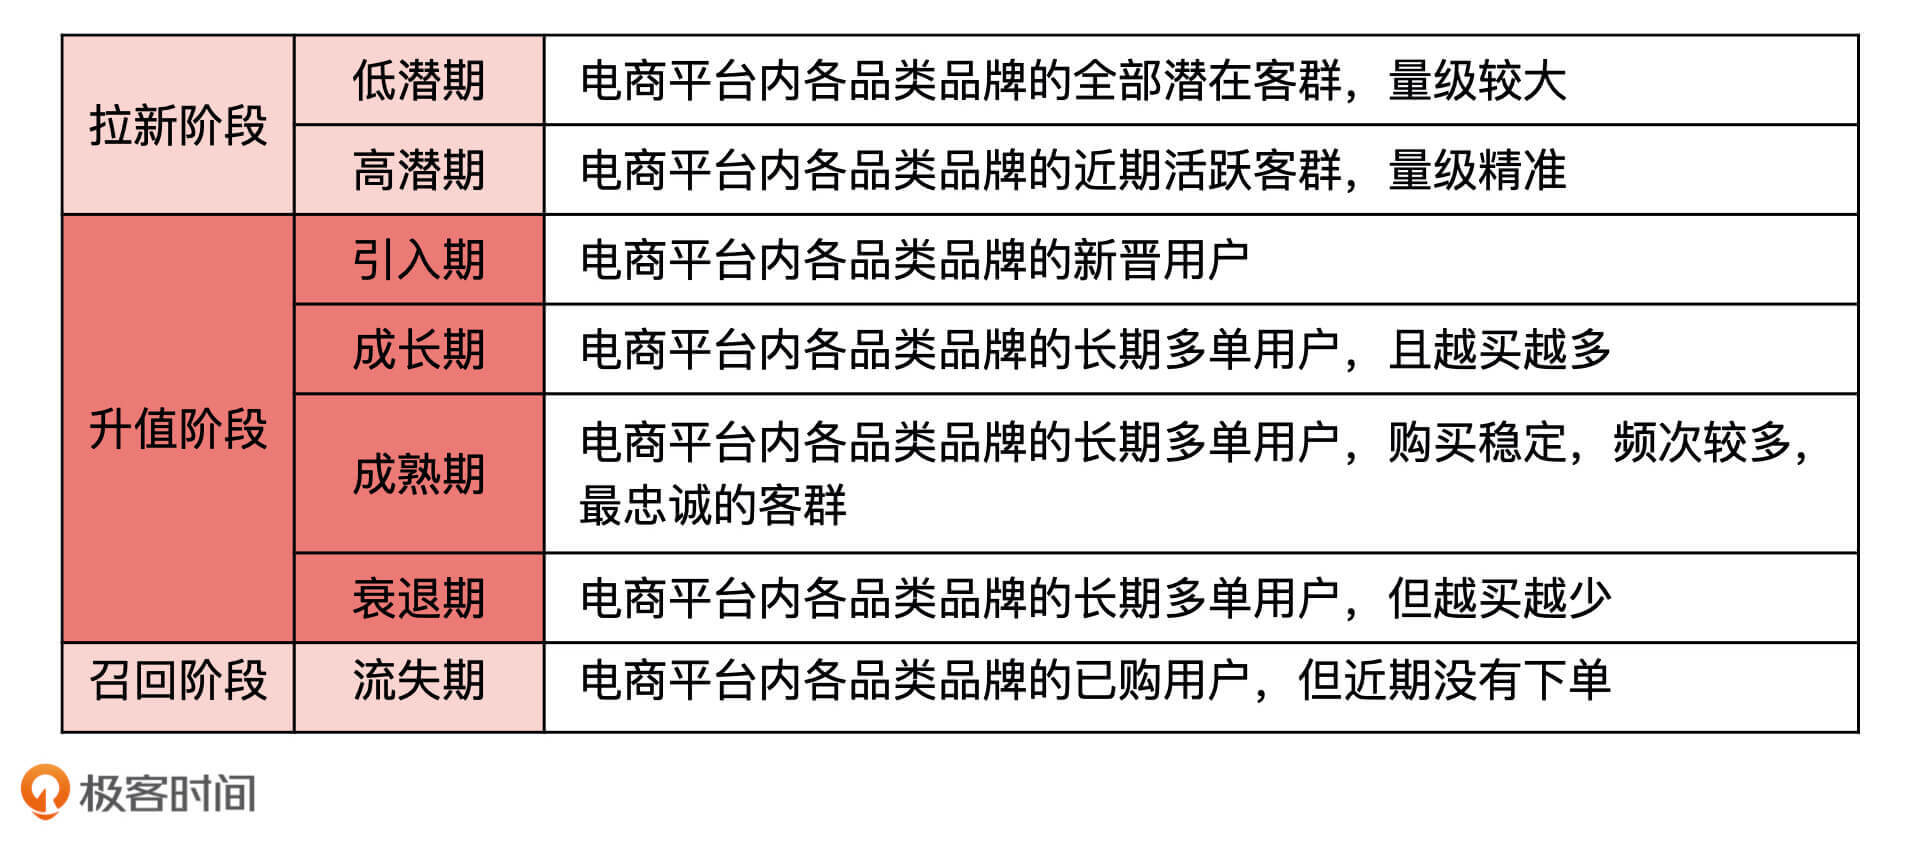 拉新阶段
低潜期
电商平台内各品类品牌的全部潜在客群，量级较大
高潜期
电商平台内各品类品牌的近期活跃客群，量级精准
升值阶段
引入期
电商平台内各品类品牌的新晋用户
成长期
电商平台内各品类品牌的长期多单用户，且越买越多
成熟期
电商平台内各品类品牌的长期多单用户，购买稳定，频次较多，
最忠诚的客群
衰退期
电商平台内各品类品牌的长期多单用户，但越买越少
召回阶段
流失期
电商平台内各品类品牌的已购用户，但近期没有下单
极客时间